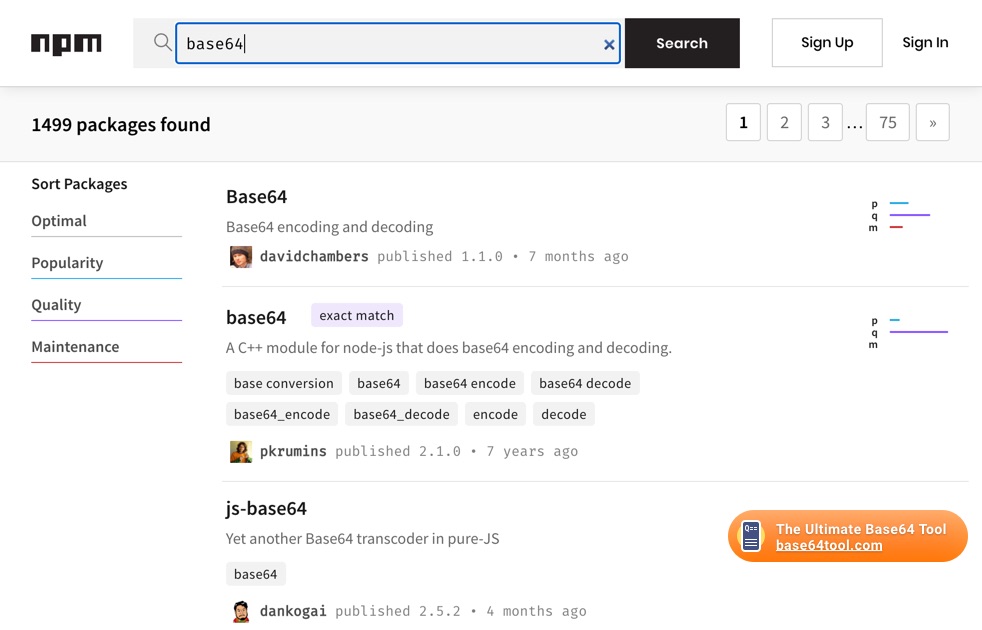 npm
base64
Search
Sign Up
Sign In
1499 packages found
1 2 3 ... 75 »
Sort Packages
Optimal
Popularity
Quality
Maintenance
Base64
Base64 encoding and decoding
davidchambers published 1.1.0 • 7 months ago
p
q
m
base64 exact match
A C++ module for node-js that does base64 encoding and decoding.
base conversion base64 base64 encode base64 decode
base64_encode base64_decode encode decode
pkrumins published 2.1.0 • 7 years ago
p
q
m
js-base64
Yet another Base64 transcoder in pure-JS
base64
dankogai published 2.5.2 • 4 months ago
Q==
The Ultimate Base64 Tool
base64tool.com